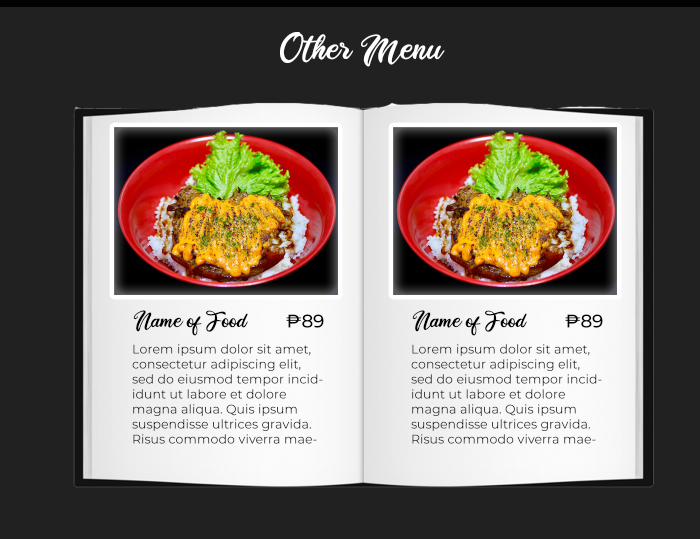 Other Menu
Name of Food ₱89
Lorem ipsum dolor sit amet,
consectetur adipiscing elit,
sed do eiusmod tempor incid-
idunt ut labore et dolore
magna aliqua. Quis ipsum
suspendisse ultrices gravida.
Risus commodo viverra mae-
Name of Food ₱89
Lorem ipsum dolor sit amet,
consectetur adipiscing elit,
sed do eiusmod tempor incid-
idunt ut labore et dolore
magna aliqua. Quis ipsum
suspendisse ultrices gravida.
Risus commodo viverra mae-